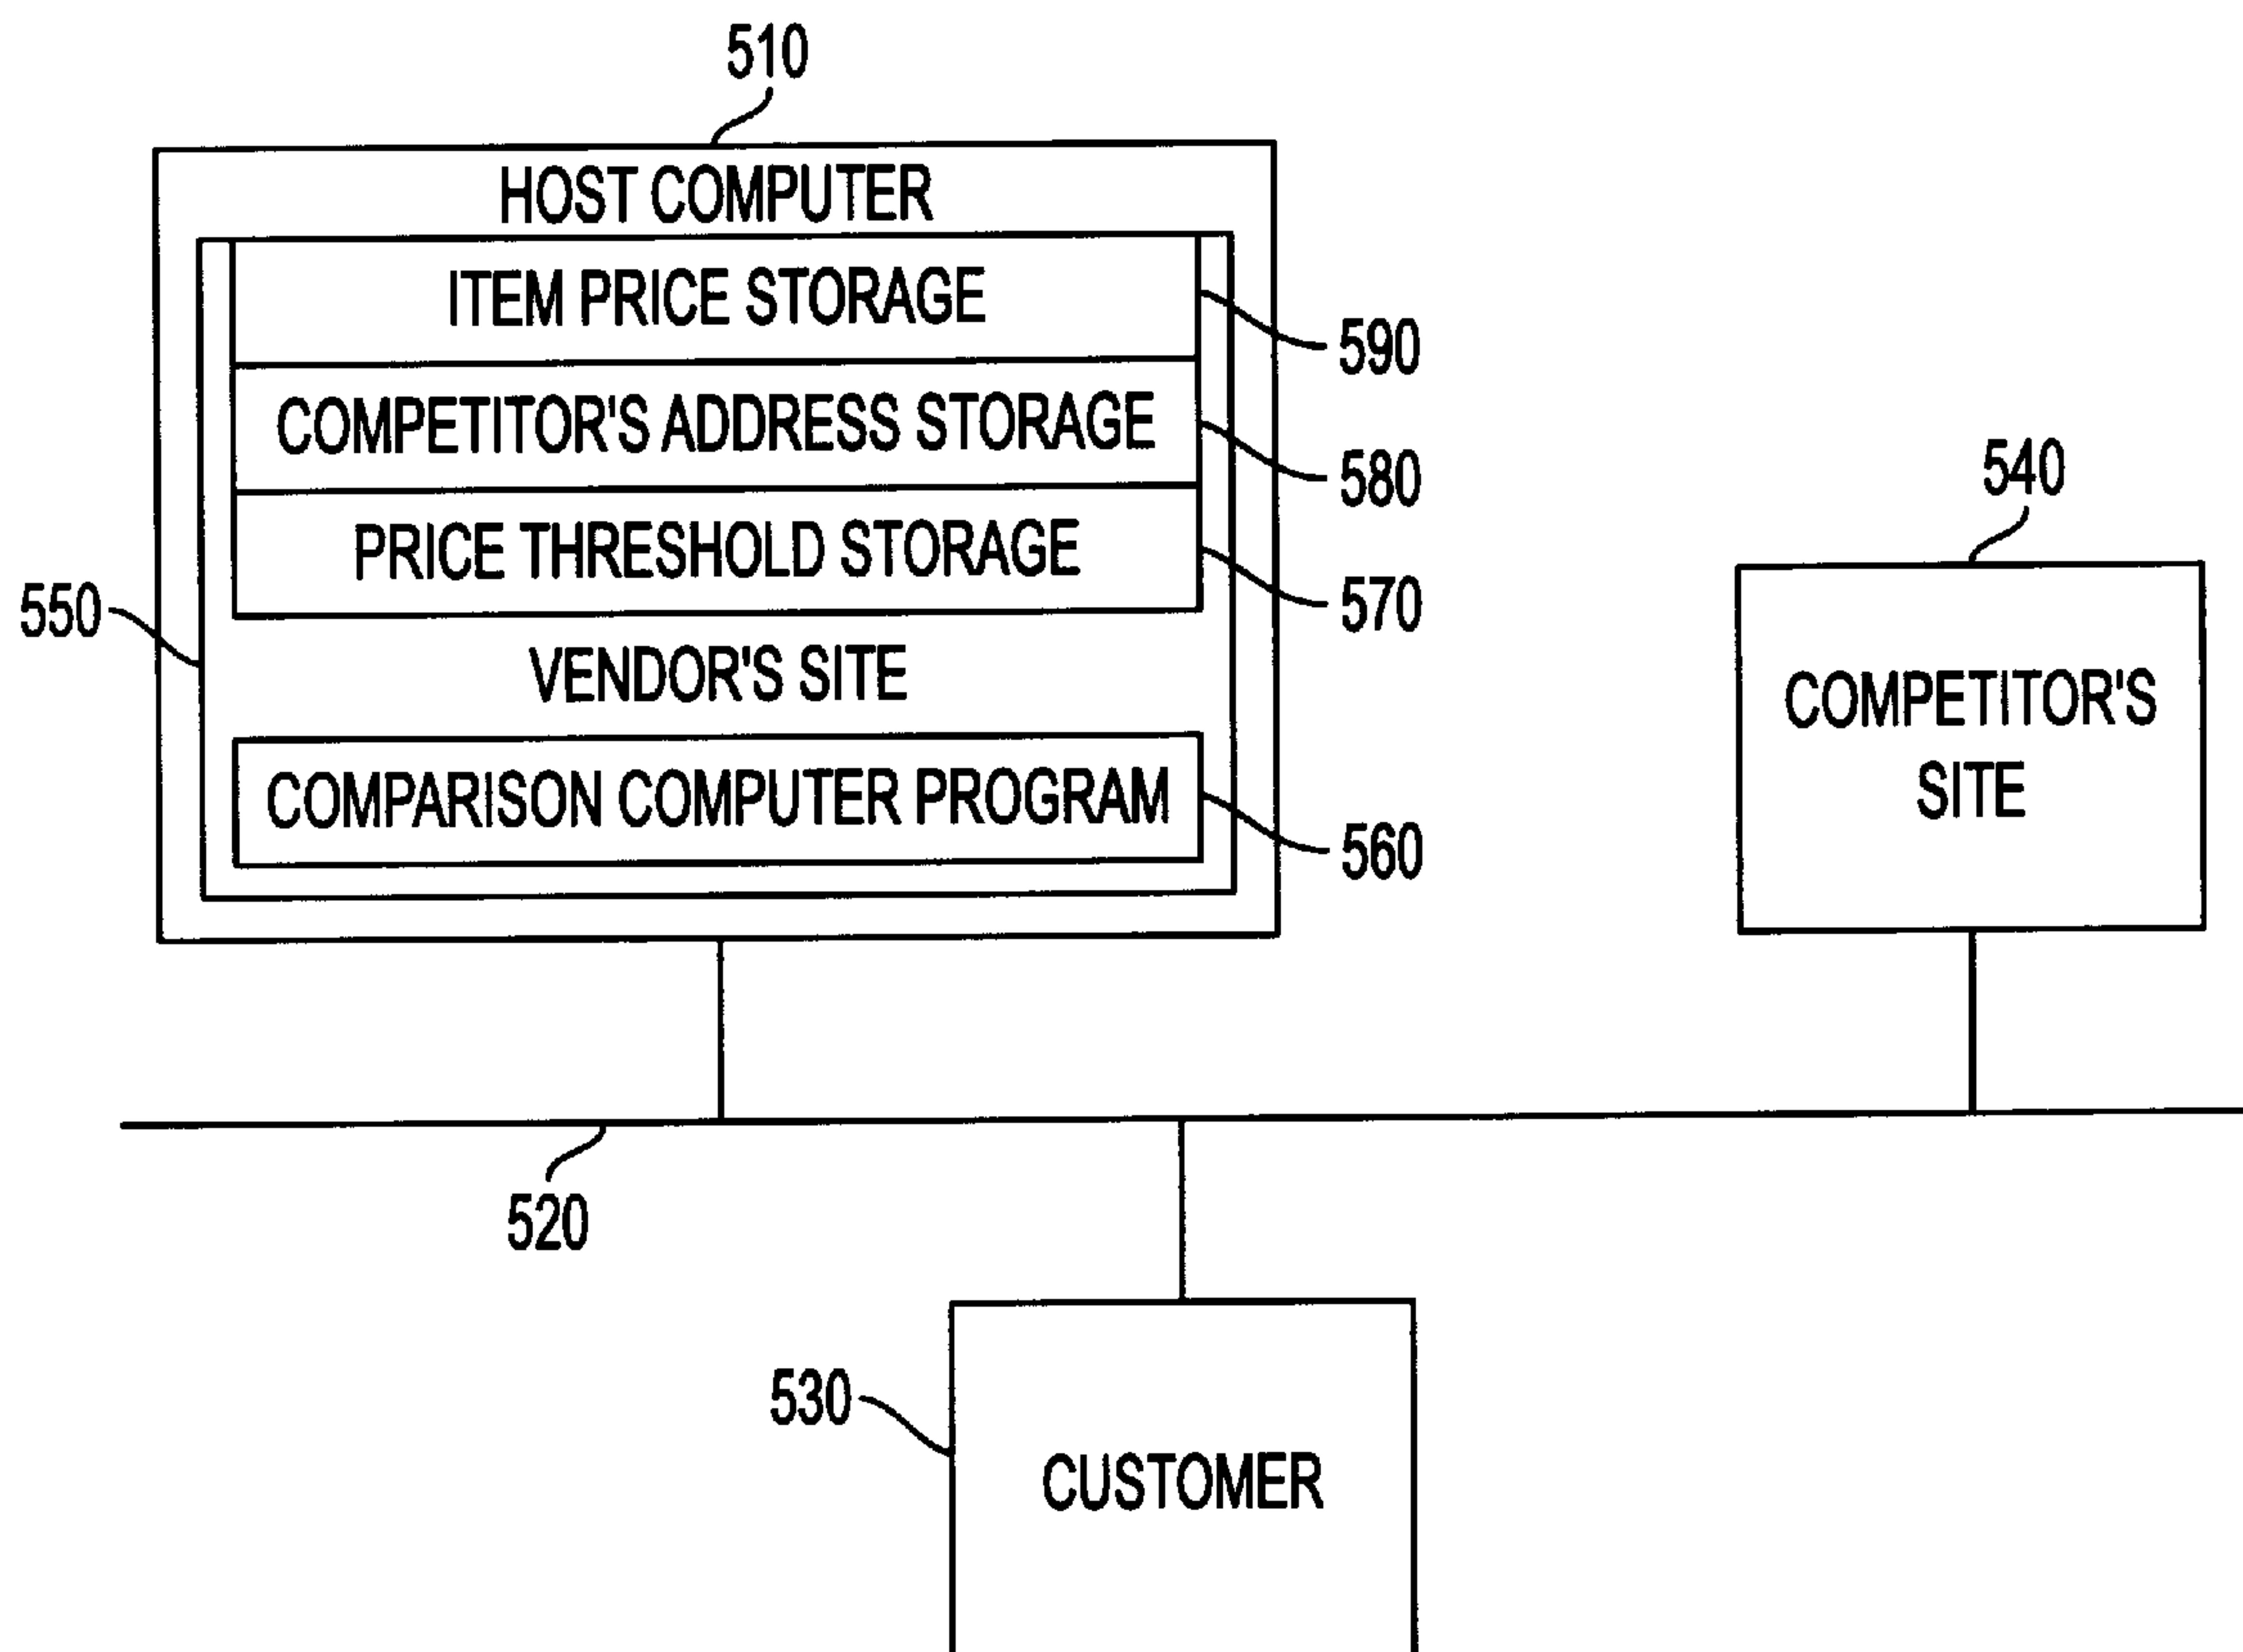 510
HOST COMPUTER
ITEM PRICE STORAGE
590
COMPETITOR'S ADDRESS STORAGE
580
540
PRICE THRESHOLD STORAGE
570
550
VENDOR'S SITE
COMPETITOR'S
SITE
COMPARISON COMPUTER PROGRAM
560
520
530
CUSTOMER